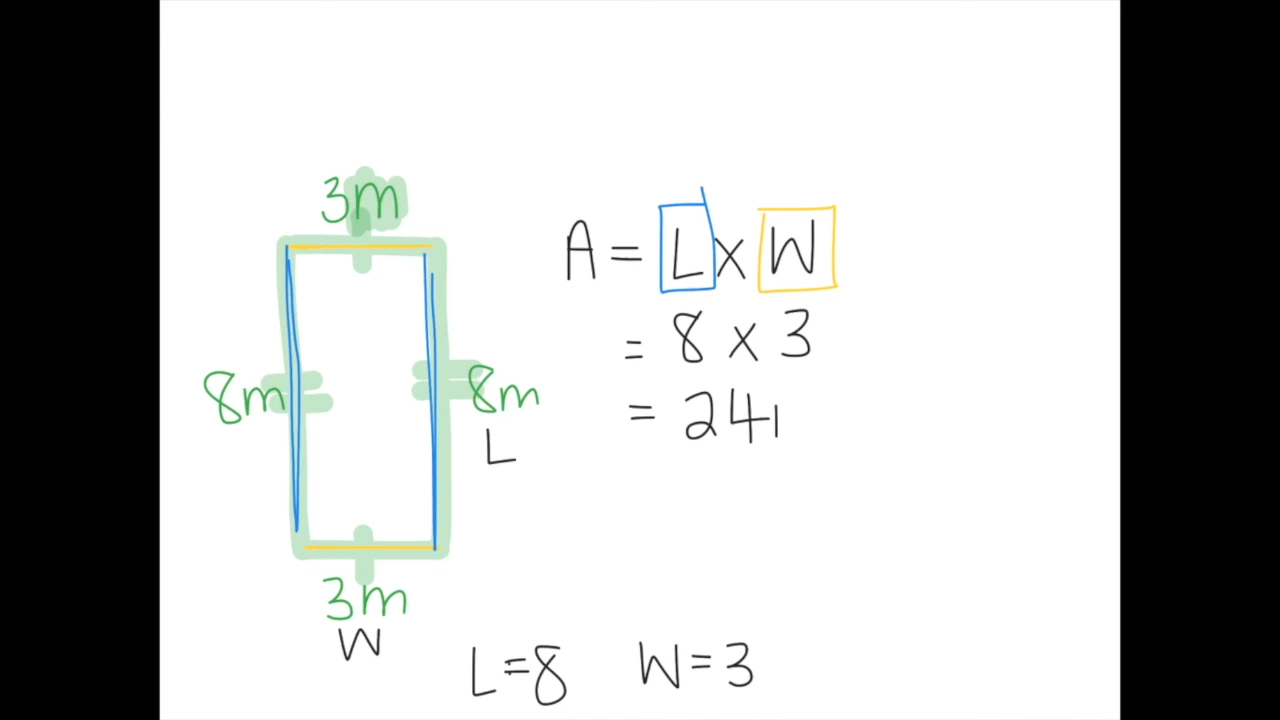 3m
A = L x W
= 8 x 3
8m
8m
= 24
L
3m
W
L=8 W=3